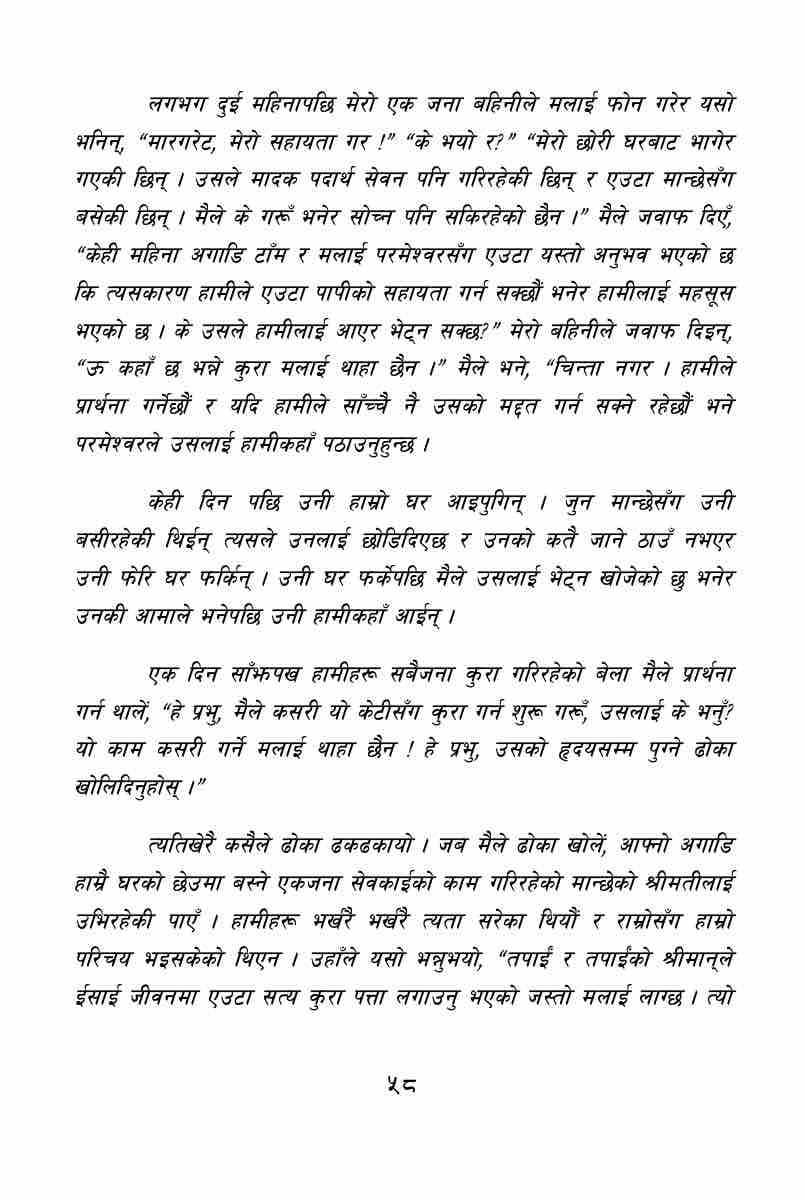 लगभग दुई महिनापछि मेरो एक जना बहिनीले मलाई फोन गरेर यसो
भनिन्, “मारगरेट, मेरो सहायता गर !” “के भयो र?” “मेरो छोरी घरबाट भागेर
गएकी छिन् । उसले मादक पदार्थ सेवन पनि गरिरहेकी छिन् र एउटा मान्छेसँग
बसेकी छिन् । मैले के गरूँ भनेर सोच्न पनि सकिरहेको छैन ।” मैले जवाफ दिएँ,
“केही महिना अगाडि टाँम र मलाई परमेश्वरसँग एउटा यस्तो अनुभव भएको छ
कि त्यसकारण हामीले एउटा पापीको सहायता गर्न सक्छौं भनेर हामीलाई महसूस
भएको छ । के उसले हामीलाई आएर भेट्न सक्छ?” मेरो बहिनीले जवाफ दिइन्,
“ऊ कहाँ छ भन्ने कुरा मलाई थाहा छैन ।” मैले भने, “चिन्ता नगर । हामीले
प्रार्थना गर्नेछौं र यदि हामीले साँच्चै नै उसको मद्दत गर्न सक्ने रहेछौं भने
परमेश्वरले उसलाई हामीकहाँ पठाउनुहुन्छ ।
केही दिन पछि उनी हाम्रो घर आइपुगिन् । जुन मान्छेसँग उनी
बसीरहेकी थिईन् त्यसले उनलाई छोडिदिएछ र उनको कतै जाने ठाउँ नभएर
उनी फेरि घर फर्किन् । उनी घर फर्केपछि मैले उसलाई भेट्न खोजेको छु भनेर
उनकी आमाले भनेपछि उनी हामीकहाँ आईन् ।
एक दिन साँझपख हामीहरू सबैजना कुरा गरिरहेको बेला मैले प्रार्थना
गर्न थालें, “हे प्रभु, मैले कसरी यो केटीसँग कुरा गर्न शुरू गरूँ, उसलाई के भनुँ?
यो काम कसरी गर्ने मलाई थाहा छैन ! हे प्रभु, उसको हृदयसम्म पुग्ने ढोका
खोलिदिनुहोस् ।”
त्यतिखेरै कसैले ढोका ढकढकायो । जब मैले ढोका खोलें, आफ्नो अगाडि
हाम्रै घरको छेउमा बस्ने एकजना सेवकाईको काम गरिरहेको मान्छेको श्रीमतीलाई
उभिरहेकी पाएँ । हामीहरू भर्खरै भर्खरै त्यता सरेका थियौं र राम्रोसँग हाम्रो
परिचय भइसकेको थिएन । उहाँले यसो भन्नुभयो, “तपाईं र तपाईंको श्रीमान्‌ले
ईसाई जीवनमा एउटा सत्य कुरा पत्ता लगाउनु भएको जस्तो मलाई लाग्छ । त्यो
५८